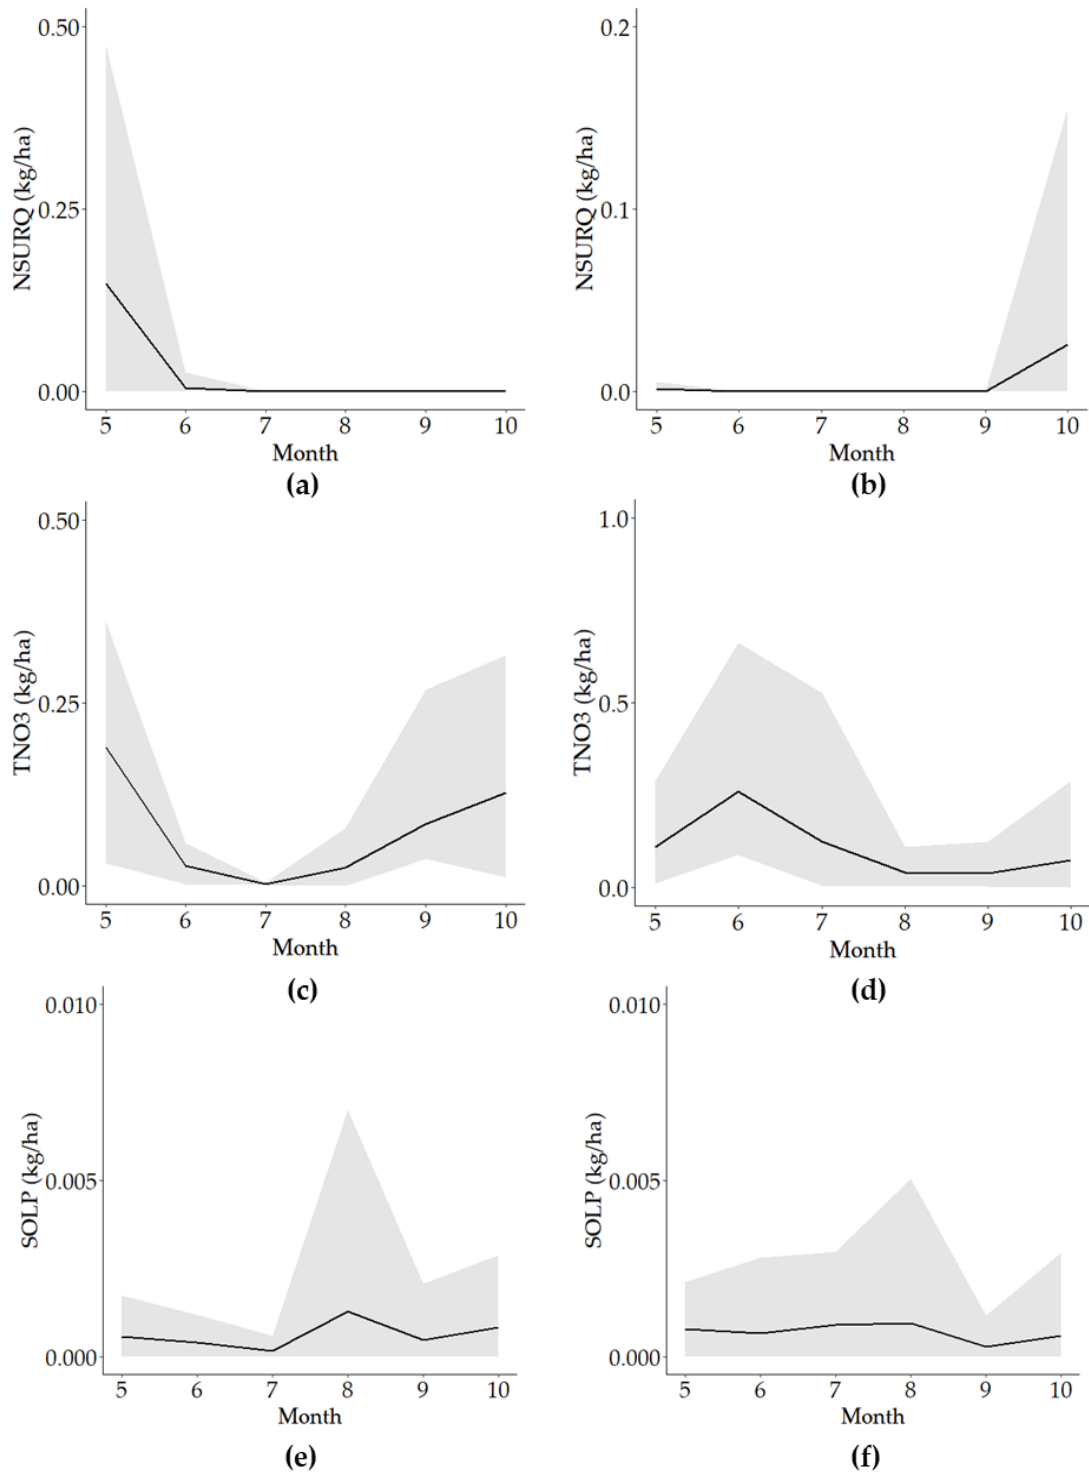 0.50
0.25
0.00
NSURQ (kg/ha)
5 6 7 8 9 10
Month
(a)
0.2
0.1
0.0
NSURQ (kg/ha)
5 6 7 8 9 10
Month
(b)
0.50
0.25
0.00
TNO3 (kg/ha)
5 6 7 8 9 10
Month
(c)
1.0
0.5
0.0
TNO3 (kg/ha)
5 6 7 8 9 10
Month
(d)
0.010
0.005
0.000
SOLP (kg/ha)
5 6 7 8 9 10
Month
(e)
0.010
0.005
0.000
SOLP (kg/ha)
5 6 7 8 9 10
Month
(f)